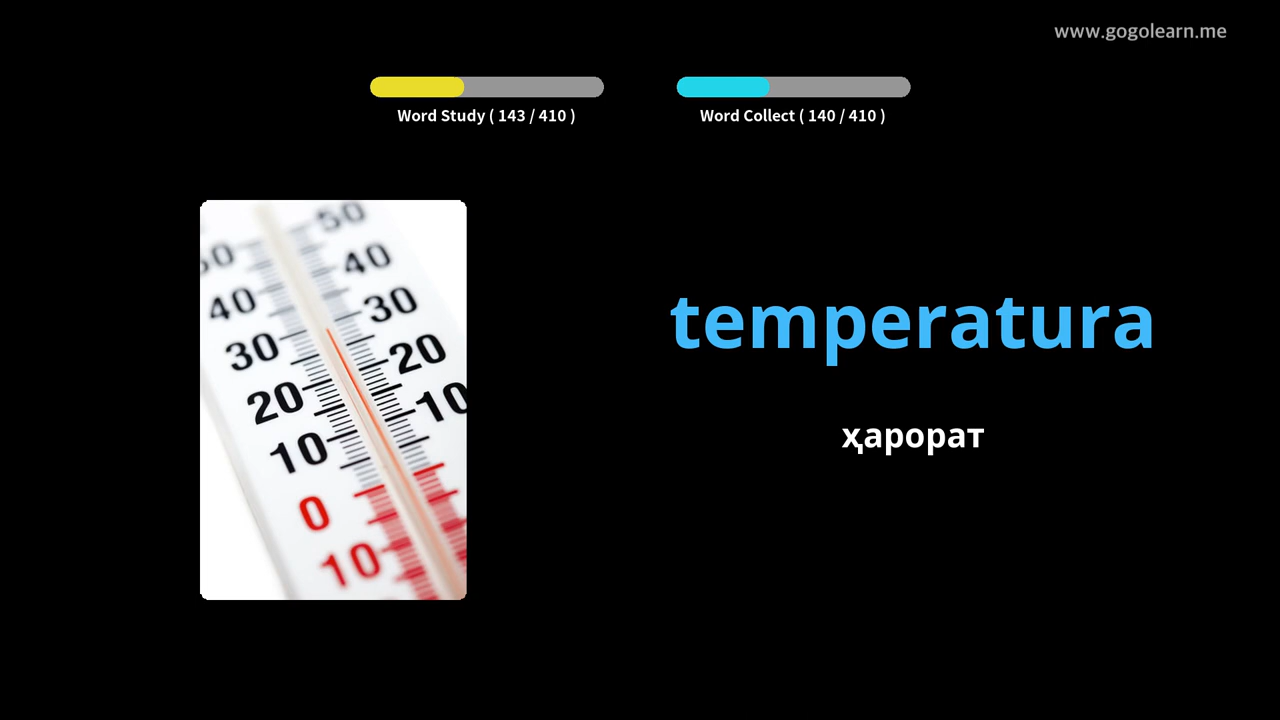 www.gogolearn.me
Word Study ( 143 / 410 )
Word Collect ( 140 / 410 )
50
50
40
40
30
30
20
20
10
10
0
10
temperatura
ҳарорат